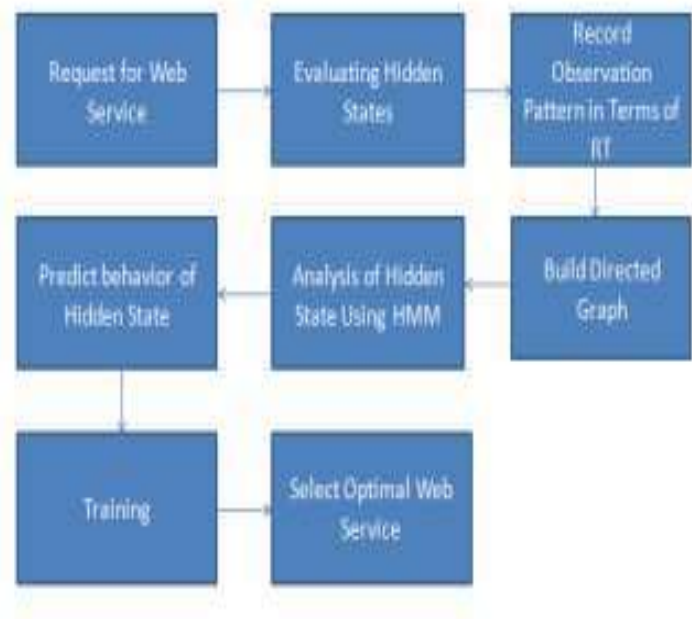 Request for Web
Service
Evaluating Hidden
States
Record
Observation
Pattern in Terms of
RT
Build Directed
Graph
Analysis of Hidden
State Using HMM
Predict behavior of
Hidden State
Training
Select Optimal Web
Service